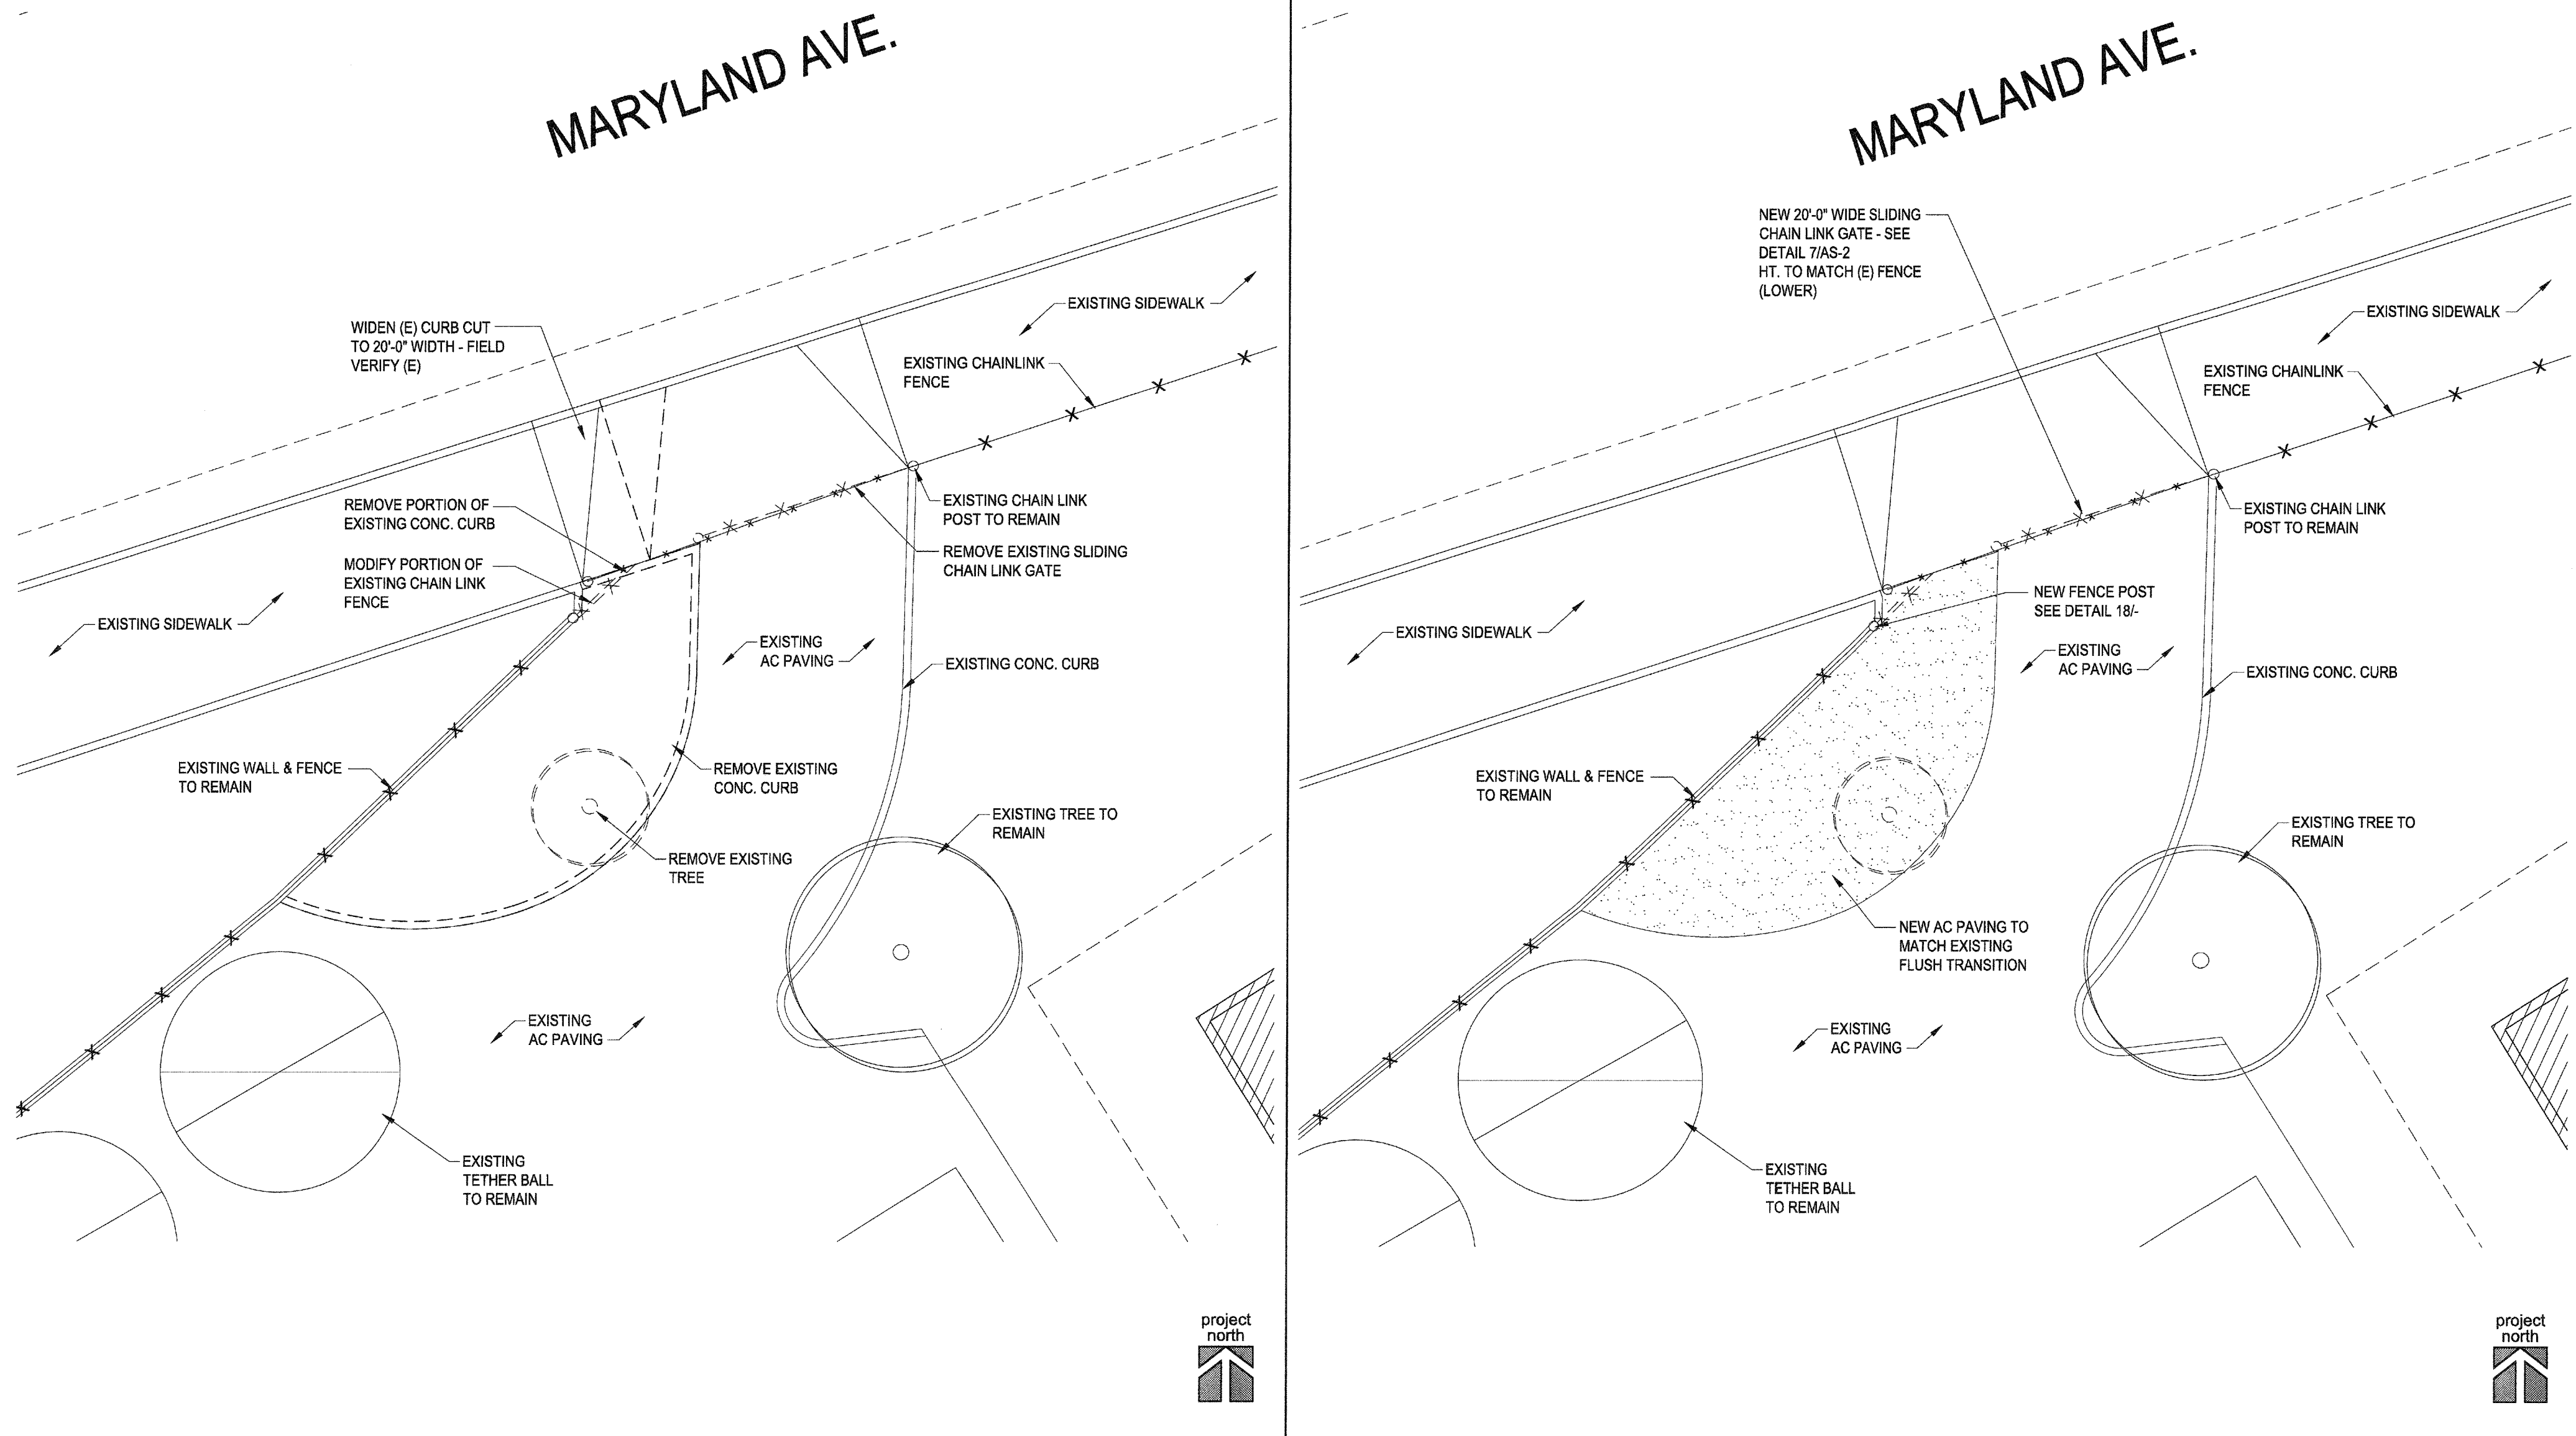 MARYLAND AVE.
WIDEN (E) CURB CUT
TO 20'-0" WIDTH - FIELD
VERIFY (E)
EXISTING SIDEWALK
EXISTING CHAINLINK
FENCE
REMOVE PORTION OF
EXISTING CONC. CURB
EXISTING CHAIN LINK
POST TO REMAIN
MODIFY PORTION OF
EXISTING CHAIN LINK
FENCE
REMOVE EXISTING SLIDING
CHAIN LINK GATE
EXISTING SIDEWALK
EXISTING
AC PAVING
EXISTING CONC. CURB
EXISTING WALL & FENCE
TO REMAIN
REMOVE EXISTING
CONC. CURB
EXISTING TREE TO
REMAIN
REMOVE EXISTING
TREE
EXISTING
AC PAVING
EXISTING
TETHER BALL
TO REMAIN
project
north
MARYLAND AVE.
NEW 20'-0" WIDE SLIDING
CHAIN LINK GATE - SEE
DETAIL 7/AS-2
HT. TO MATCH (E) FENCE
(LOWER)
EXISTING SIDEWALK
EXISTING CHAINLINK
FENCE
EXISTING CHAIN LINK
POST TO REMAIN
NEW FENCE POST
SEE DETAIL 18/-
EXISTING SIDEWALK
EXISTING
AC PAVING
EXISTING CONC. CURB
EXISTING WALL & FENCE
TO REMAIN
EXISTING TREE TO
REMAIN
NEW AC PAVING TO
MATCH EXISTING
FLUSH TRANSITION
EXISTING
AC PAVING
EXISTING
TETHER BALL
TO REMAIN
project
north